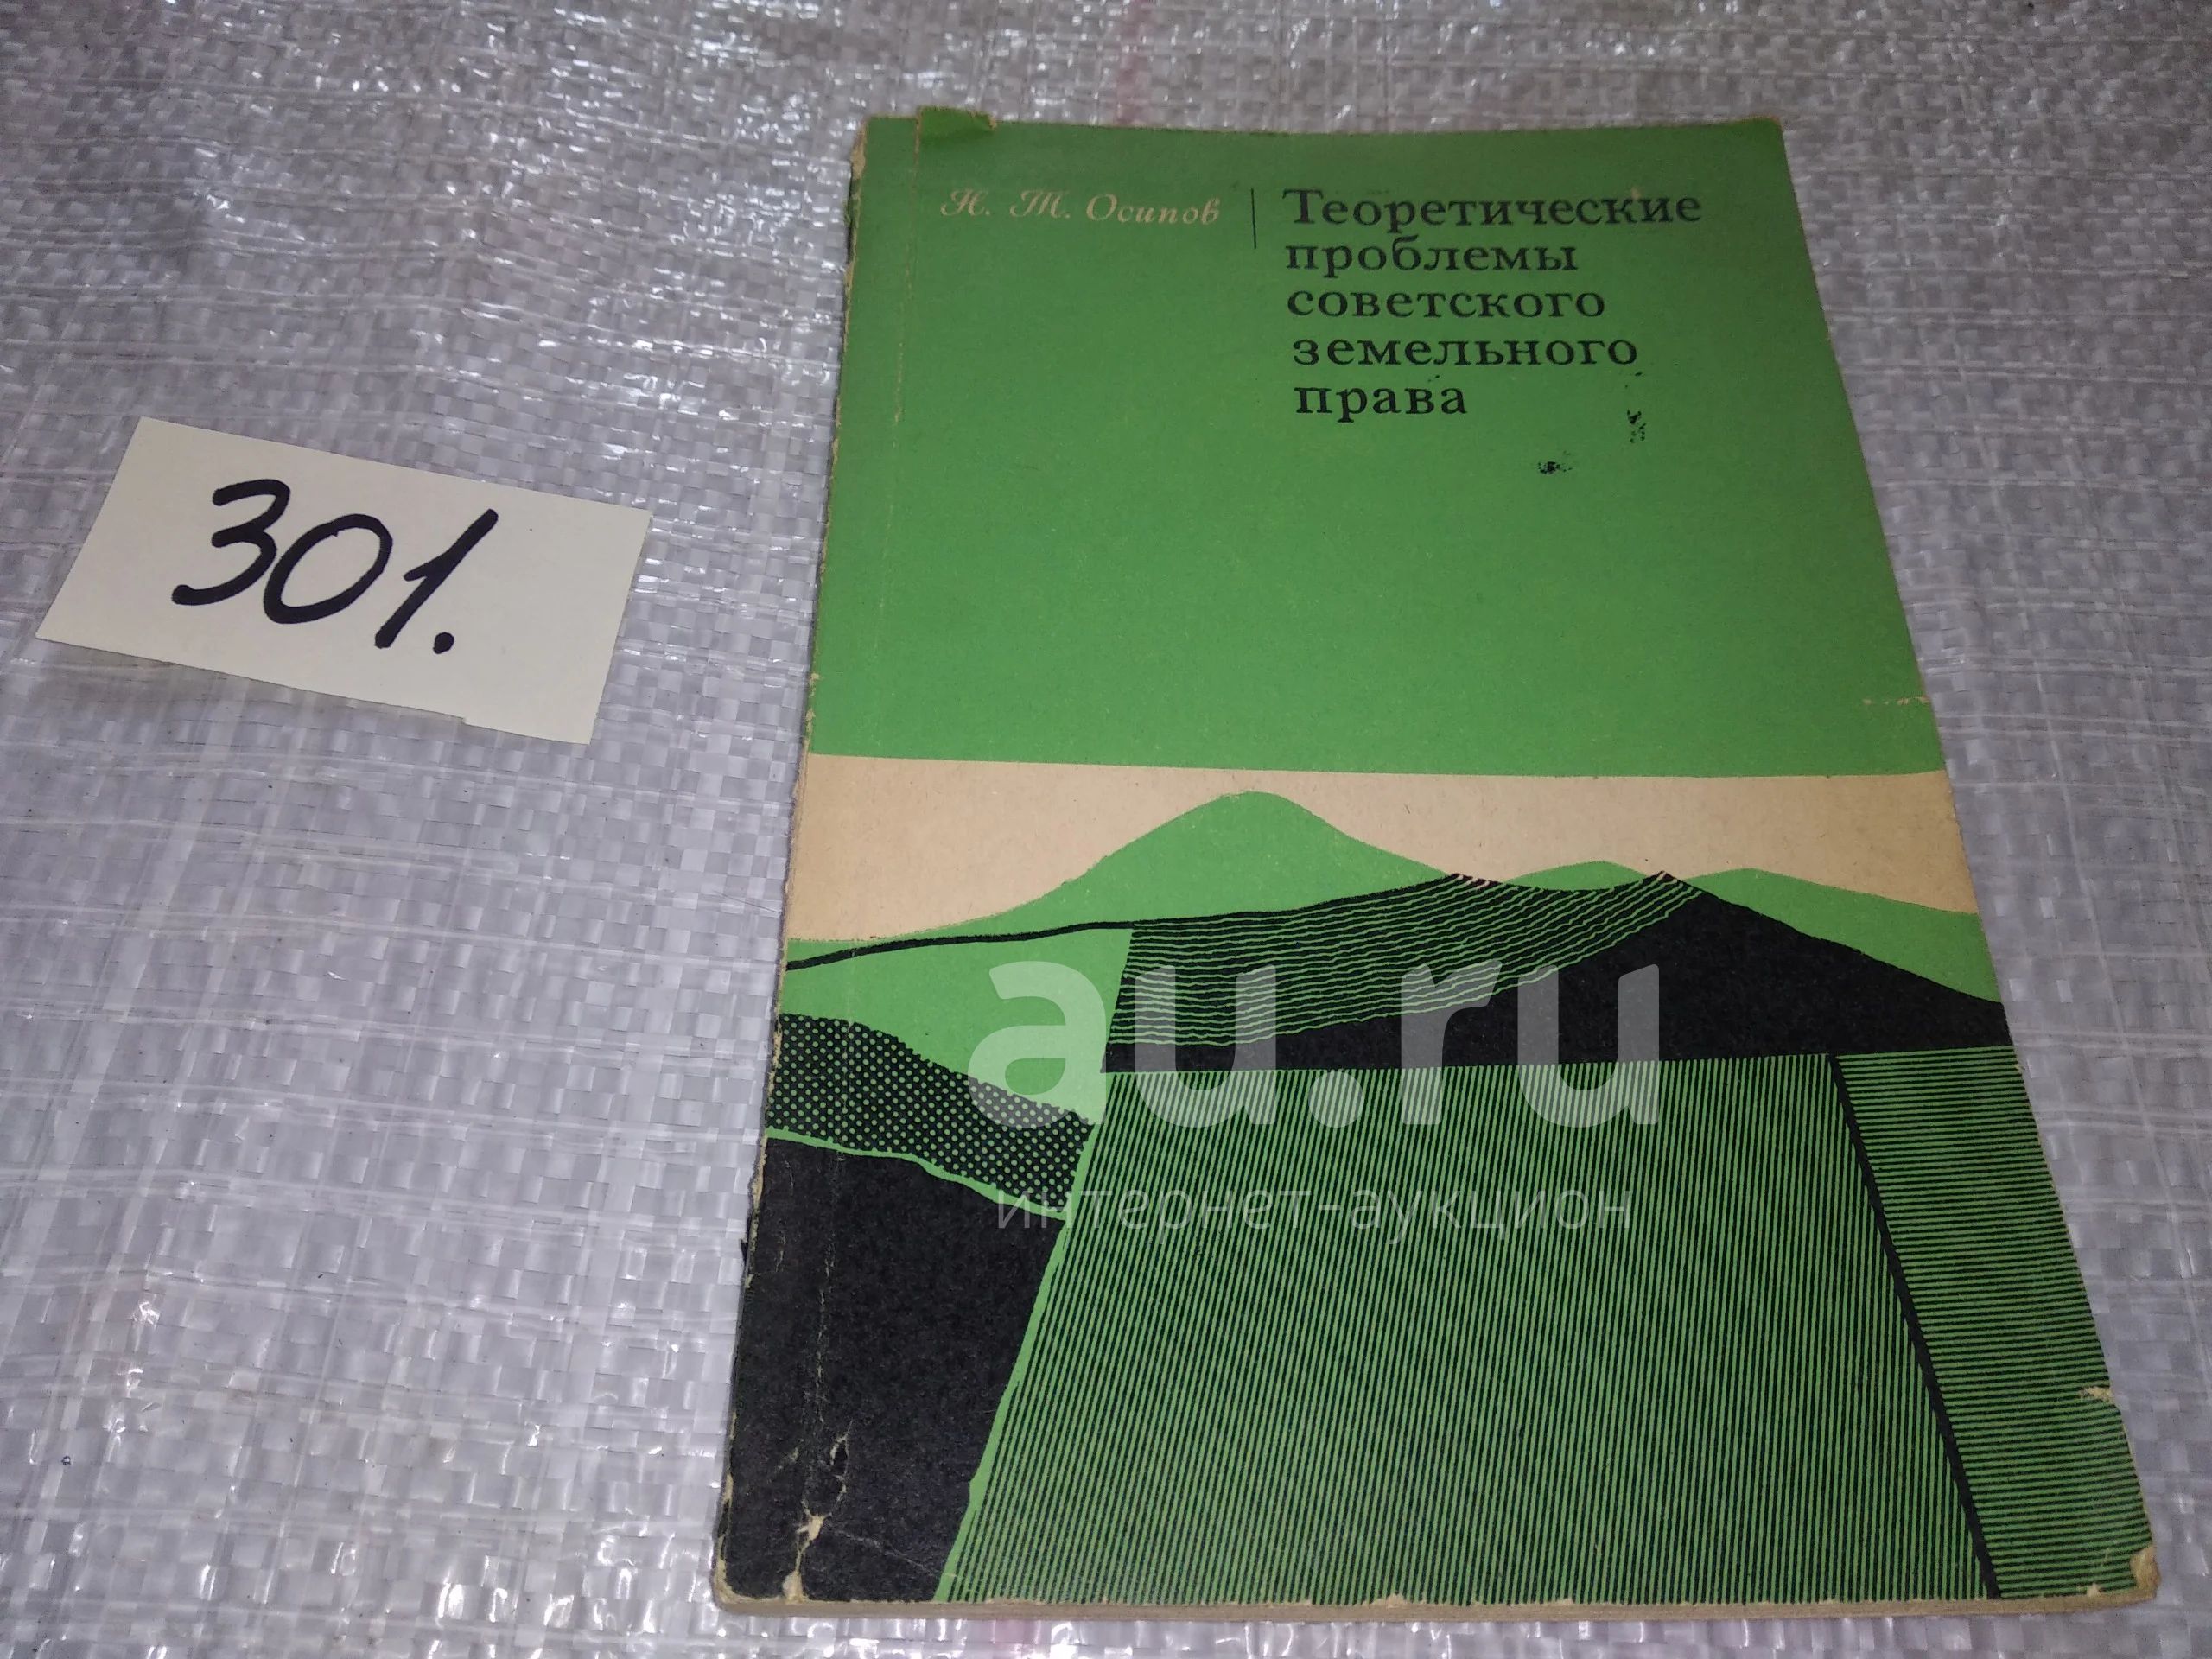 Н. Т. Осипов
Теоретические
проблемы
советского
земельного
права
301.
au.ru
интернет-аукцион